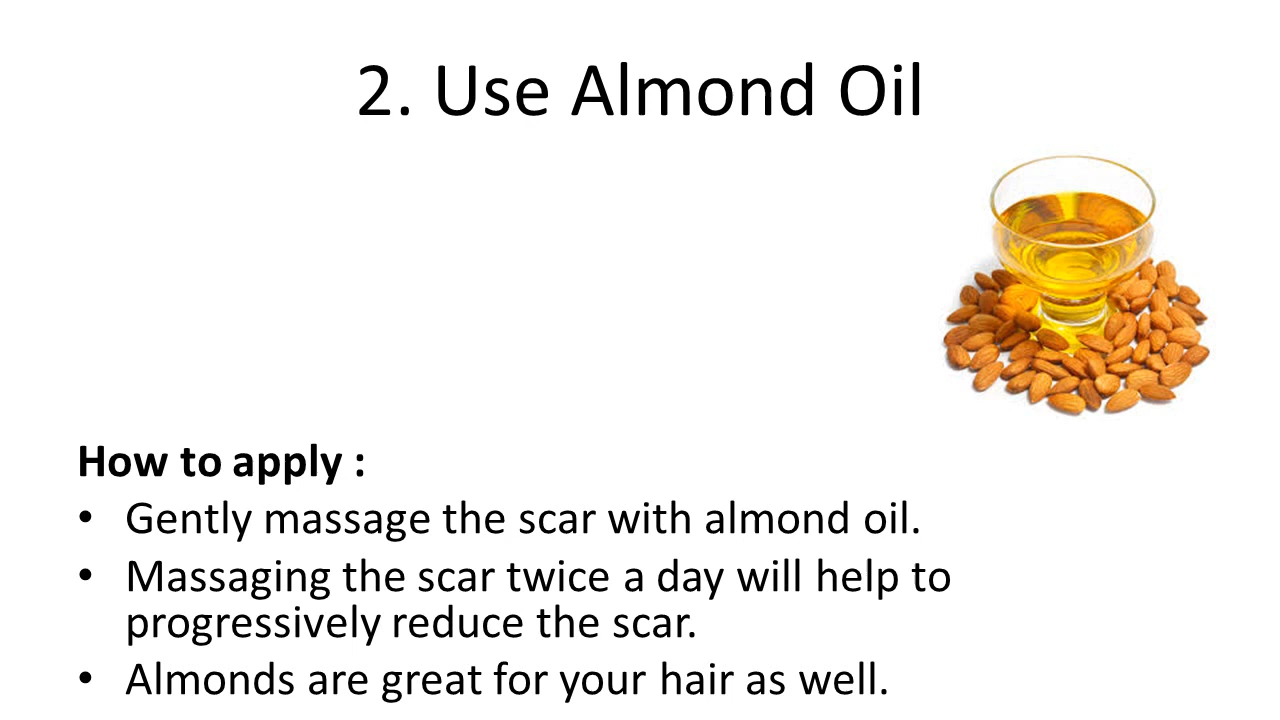 2. Use Almond Oil
How to apply :
• Gently massage the scar with almond oil.
• Massaging the scar twice a day will help to
progressively reduce the scar.
• Almonds are great for your hair as well.